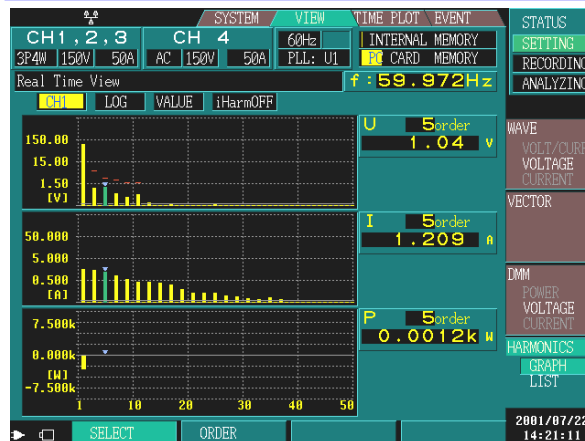 SYSTEM VIEW TIME PLOT EVENT
CH1,2,3 CH 4 60Hz INTERNAL MEMORY
3P4W 150V 50A AC 150V 50A PLL: U1 PC CARD MEMORY
Real Time View f:59.972Hz
CH1 LOG VALUE iHarmOFF
STATUS
SETTING
RECORDING
ANALYZING
150.00
15.00
1.50
[V]
U 5order
1.04 V
WAVE
VOLT/CURR
VOLTAGE
CURRENT
VECTOR
50.000
5.000
0.500
[A]
I 5order
1.209 A
DMM
POWER
VOLTAGE
CURRENT
7.500k
0.000k
[W]
-7.500k
P 5order
0.0012k W
HARMONICS
GRAPH
LIST
1 10 20 30 40 50
SELECT ORDER
2001/07/22
14:21:11